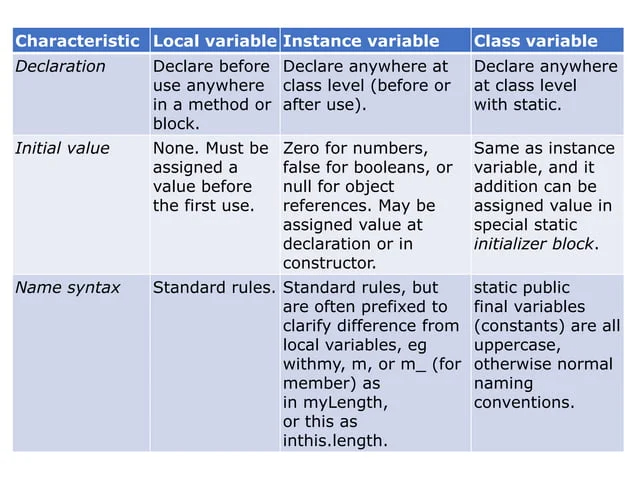 Characteristic Local variable Instance variable Class variable
Declaration
Declare before
use anywhere
in a method or
block.
Declare anywhere at
class level (before or
after use).
Declare anywhere
at class level
with static.
Initial value
None. Must be
assigned a
value before
the first use.
Zero for numbers,
false for booleans, or
null for object
references. May be
assigned value at
declaration or in
constructor.
Same as instance
variable, and it
addition can be
assigned value in
special static
initializer block.
Name syntax
Standard rules.
Standard rules, but
are often prefixed to
clarify difference from
local variables, eg
withmy, m, or m_ (for
member) as
in myLength,
or this as
inthis.length.
static public
final variables
(constants) are all
uppercase,
otherwise normal
naming
conventions.